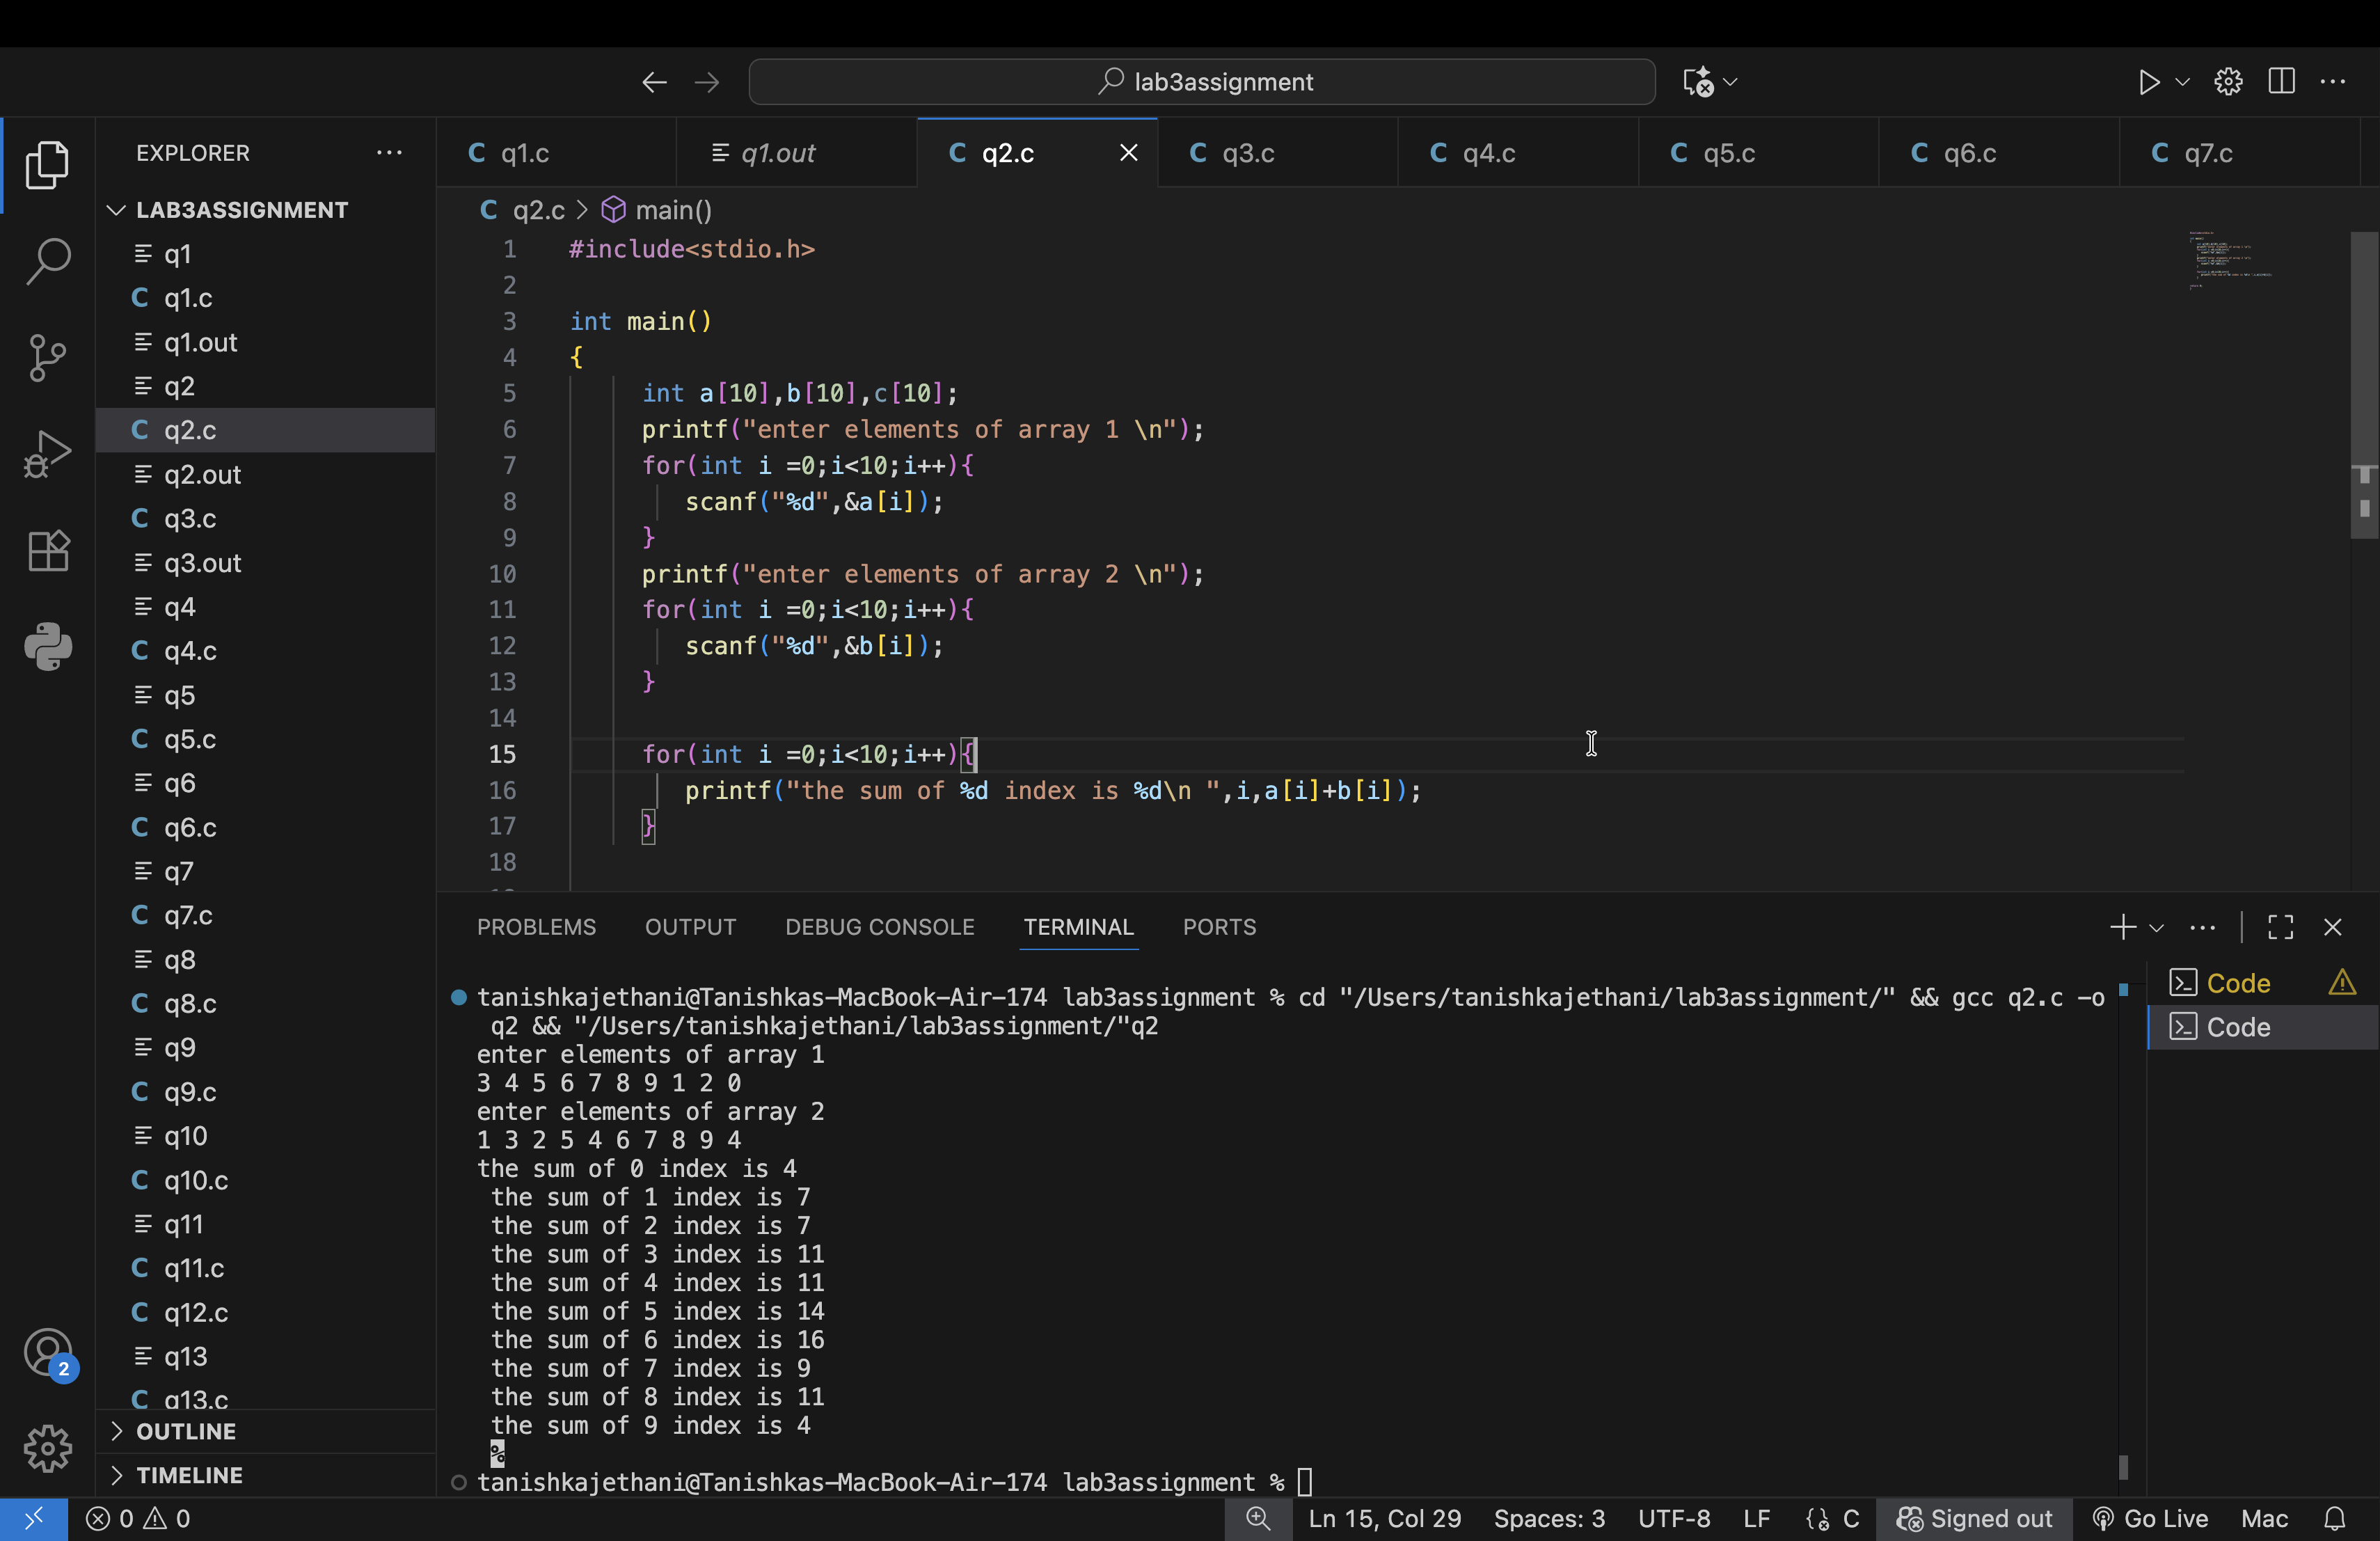 lab3assignment
EXPLORER
LAB3ASSIGNMENT
q1
q1.c
q1.out
q2
q2.c
q2.out
q3.c
q3.out
q4
q4.c
q5
q5.c
q6
q6.c
q7
q7.c
q8
q8.c
q9
q9.c
q10
q10.c
q11
q11.c
q12.c
q13
q13.c
OUTLINE
TIMELINE
2
C q1.c
q1.out
C q2.c
C q3.c
C q4.c
C q5.c
C q6.c
C q7.c
C q2.c > main()
1 #include<stdio.h>
2
3 int main()
4 {
5 int a[10],b[10],c[10];
6 printf("enter elements of array 1 \n");
7 for(int i =0;i<10;i++){
8 scanf("%d",&a[i]);
9 }
10 printf("enter elements of array 2 \n");
11 for(int i =0;i<10;i++){
12 scanf("%d",&b[i]);
13 }
14
15 for(int i =0;i<10;i++){
16 printf("the sum of %d index is %d\n ",i,a[i]+b[i]);
17 }
18
PROBLEMS OUTPUT DEBUG CONSOLE TERMINAL PORTS
Code
Code
tanishkajethani@Tanishkas-MacBook-Air-174 lab3assignment % cd "/Users/tanishkajethani/lab3assignment/" && gcc q2.c -o
q2 && "/Users/tanishkajethani/lab3assignment/"q2
enter elements of array 1
3 4 5 6 7 8 9 1 2 0
enter elements of array 2
1 3 2 5 4 6 7 8 9 4
the sum of 0 index is 4
the sum of 1 index is 7
the sum of 2 index is 7
the sum of 3 index is 11
the sum of 4 index is 11
the sum of 5 index is 14
the sum of 6 index is 16
the sum of 7 index is 9
the sum of 8 index is 11
the sum of 9 index is 4
%
tanishkajethani@Tanishkas-MacBook-Air-174 lab3assignment %
0 0 Ln 15, Col 29 Spaces: 3 UTF-8 LF C Signed out Go Live Mac